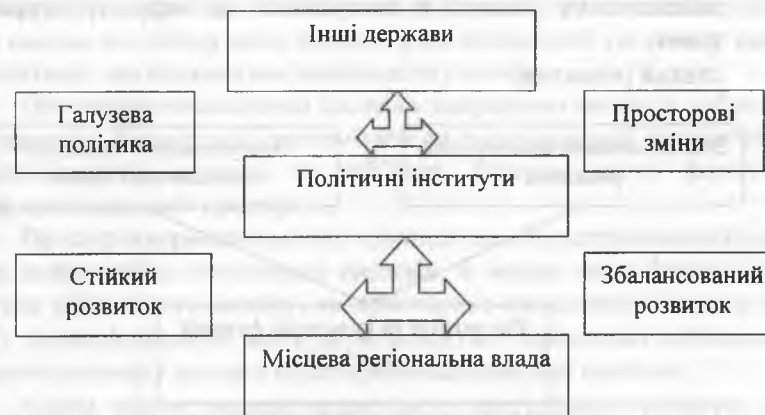 Інші держави
Галузева
політика
Просторові
зміни
Політичні інститути
Стійкий
розвиток
Збалансований
розвиток
Місцева регіональна влада